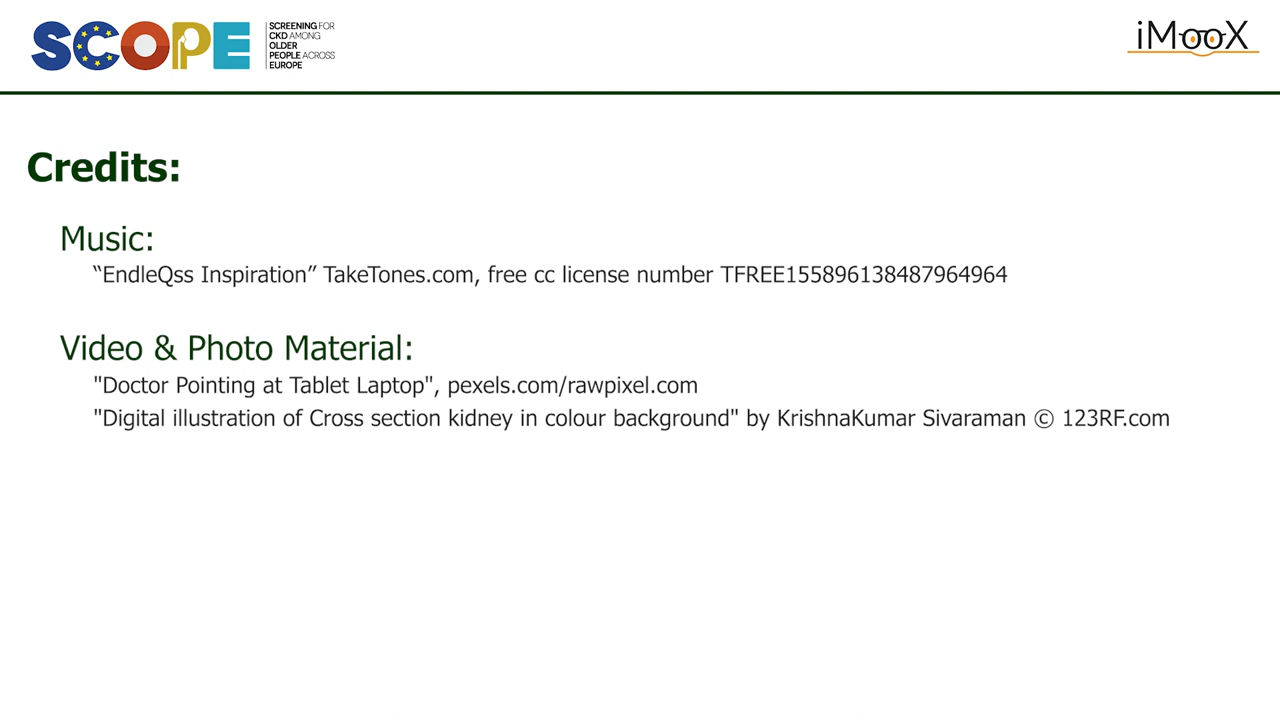 SCOPE
SCREENING FOR
CKD AMONG
OLDER
PEOPLE ACROSS
EUROPE
iMooX
Credits:
Music:
“EndleQss Inspiration” TakeTones.com, free cc license number TFREE155896138487964964
Video & Photo Material:
"Doctor Pointing at Tablet Laptop", pexels.com/rawpixel.com
"Digital illustration of Cross section kidney in colour background" by KrishnaKumar Sivaraman © 123RF.com